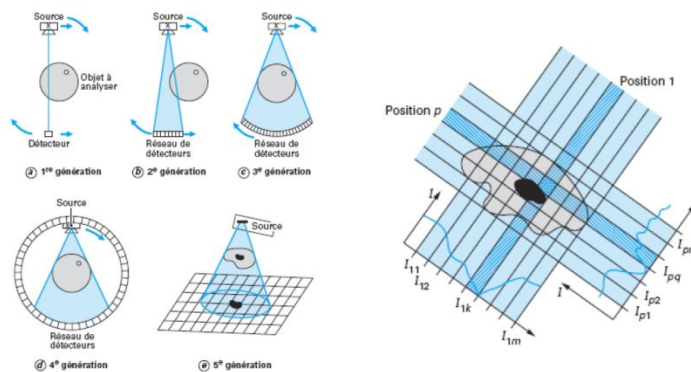 Source
X
Objet à
analyser
Détecteur
a 1re génération
Source
X
Réseau de
détecteurs
b 2e génération
Source
X
Réseau de
détecteurs
c 3e génération
Source
Réseau de
détecteurs
d 4e génération
Source
e 5e génération
Position 1
Position p
I
I11
I12
I1k
I1m
I
Ip1
Ip2
Ipq